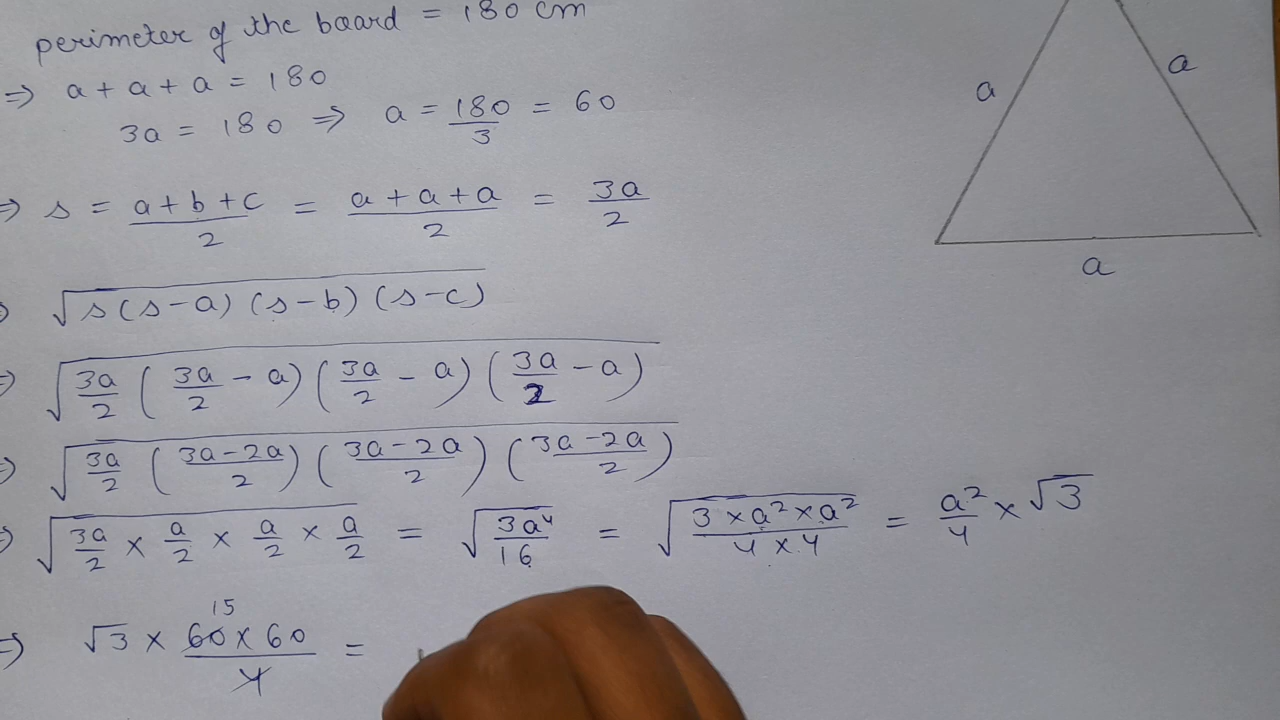 perimeter of the board = 180 cm
⇒ a + a + a = 180
3a = 180 ⇒ a = 180/3 = 60
⇒ s = (a+b+c)/2 = (a+a+a)/2 = 3a/2
⇒ √(s(s-a)(s-b)(s-c))
⇒ √(3a/2 (3a/2 - a)(3a/2 - a)(3a/2 - a))
⇒ √(3a/2 ((3a-2a)/2)((3a-2a)/2)((3a-2a)/2))
⇒ √(3a/2 × a/2 × a/2 × a/2) = √(3a⁴/16) = √((3×a²×a²)/(4×4)) = a²/4 × √3
15
⇒ √3 × (60×60)/4 =
a
a
a